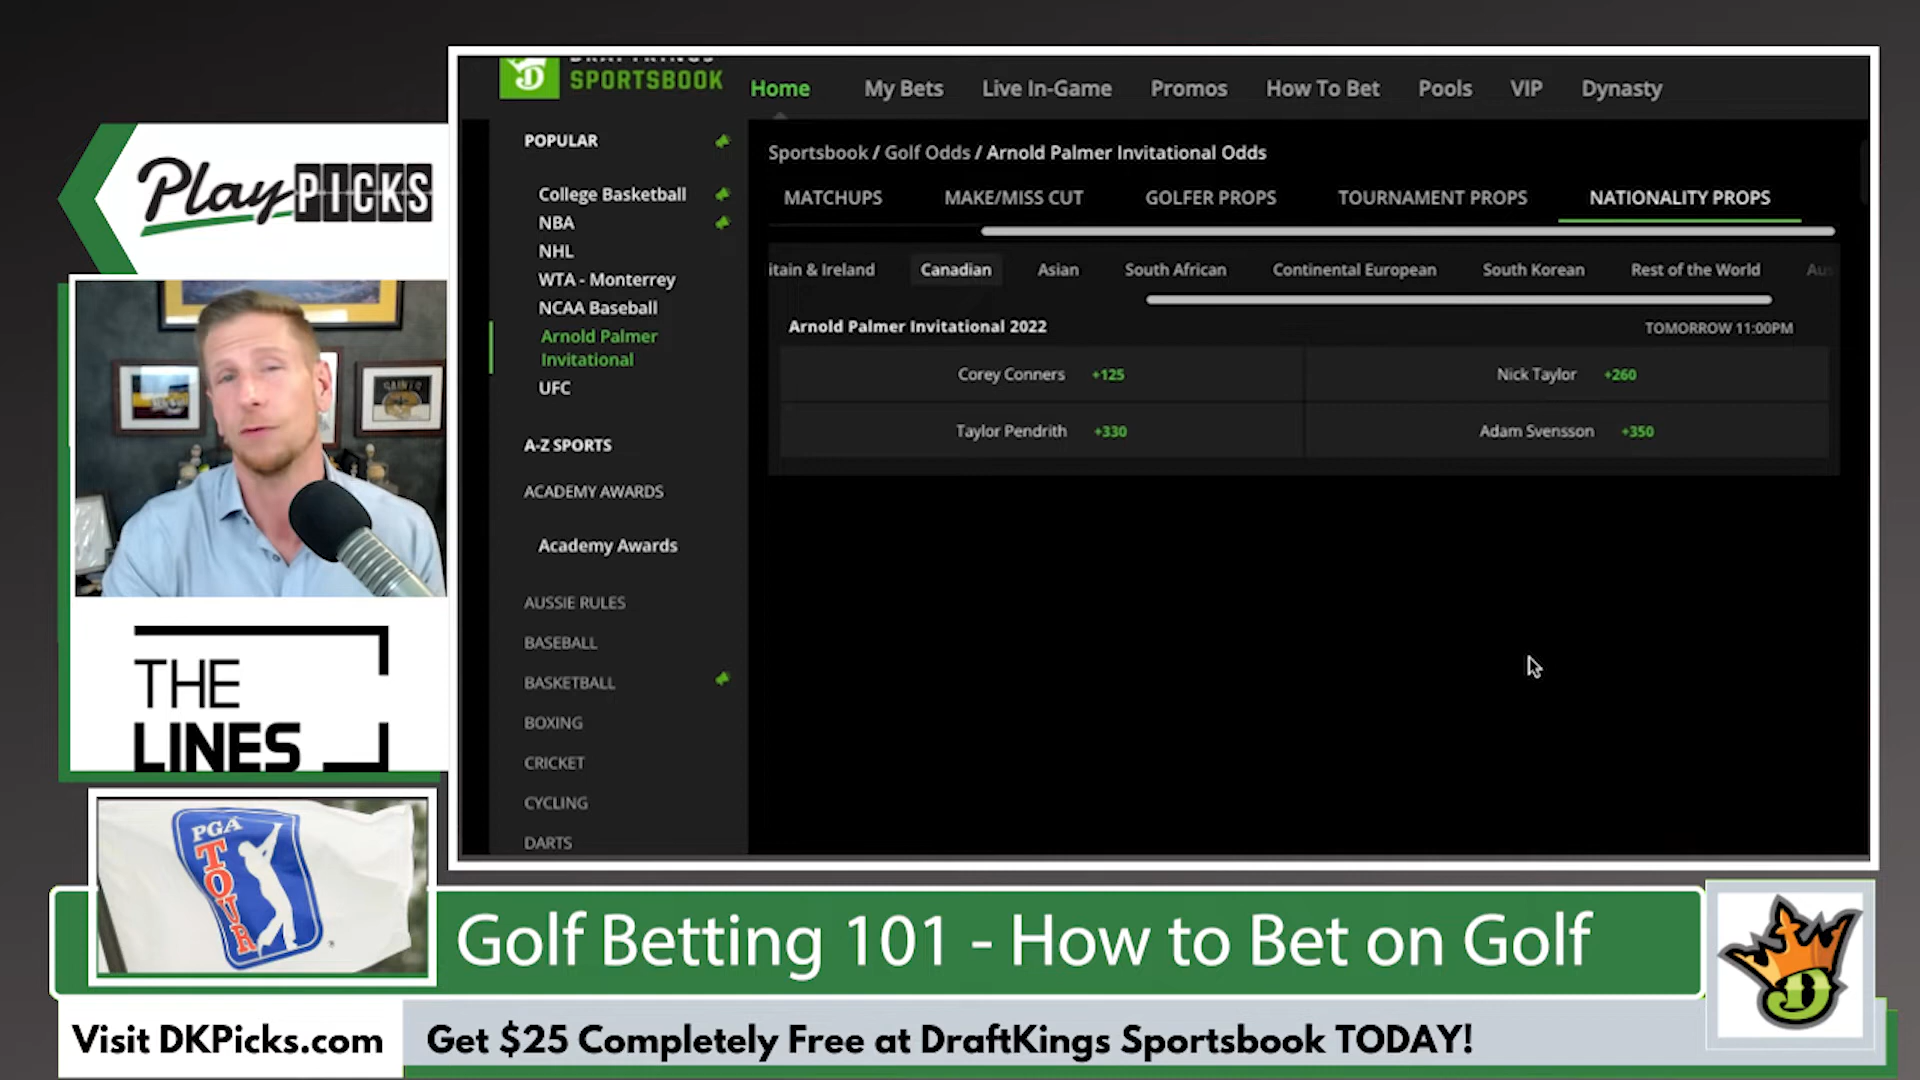 Play PICKS
THE
LINES
PGA
TOUR
SPORTSBOOK
Home My Bets Live In-Game Promos How To Bet Pools VIP Dynasty
POPULAR
College Basketball
NBA
NHL
WTA - Monterrey
NCAA Baseball
Arnold Palmer
Invitational
UFC
A-Z SPORTS
ACADEMY AWARDS
Academy Awards
AUSSIE RULES
BASEBALL
BASKETBALL
BOXING
CRICKET
CYCLING
DARTS
Sportsbook / Golf Odds / Arnold Palmer Invitational Odds
MATCHUPS MAKE/MISS CUT GOLFER PROPS TOURNAMENT PROPS NATIONALITY PROPS
& Ireland Canadian Asian South African Continental European South Korean Rest of the World
Arnold Palmer Invitational 2022 TOMORROW 11:00PM
Corey Conners +125 Nick Taylor +260
Taylor Pendrith +330 Adam Svensson +350
SAINTS
Golf Betting 101 - How to Bet on Golf
Visit DKPicks.com Get $25 Completely Free at DraftKings Sportsbook TODAY!